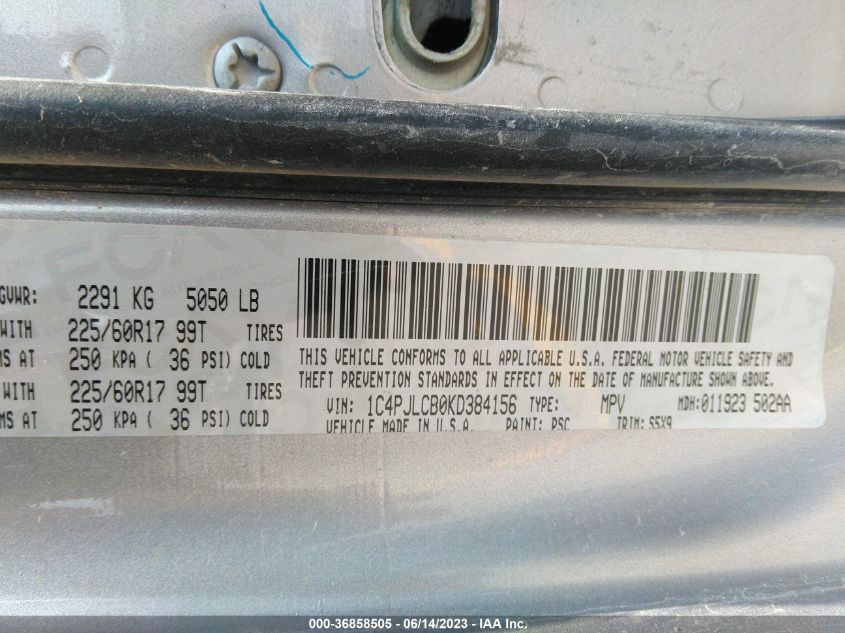 GVWR: 2291 KG 5050 LB
WITH 225/60R17 99T TIRES
MS AT 250 KPA ( 36 PSI) COLD
WITH 225/60R17 99T TIRES
MS AT 250 KPA ( 36 PSI) COLD
THIS VEHICLE CONFORMS TO ALL APPLICABLE U.S.A. FEDERAL MOTOR VEHICLE SAFETY AND
THEFT PREVENTION STANDARDS IN EFFECT ON THE DATE OF MANUFACTURE SHOWN ABOVE.
VIN: 1C4PJLCB0KD384156 TYPE: MPV MDH: 011923 502AA
VEHICLE MADE IN U.S.A. PAINT: PSC TRIM: S5X9
000-36858505 - 06/14/2023 - IAA Inc.